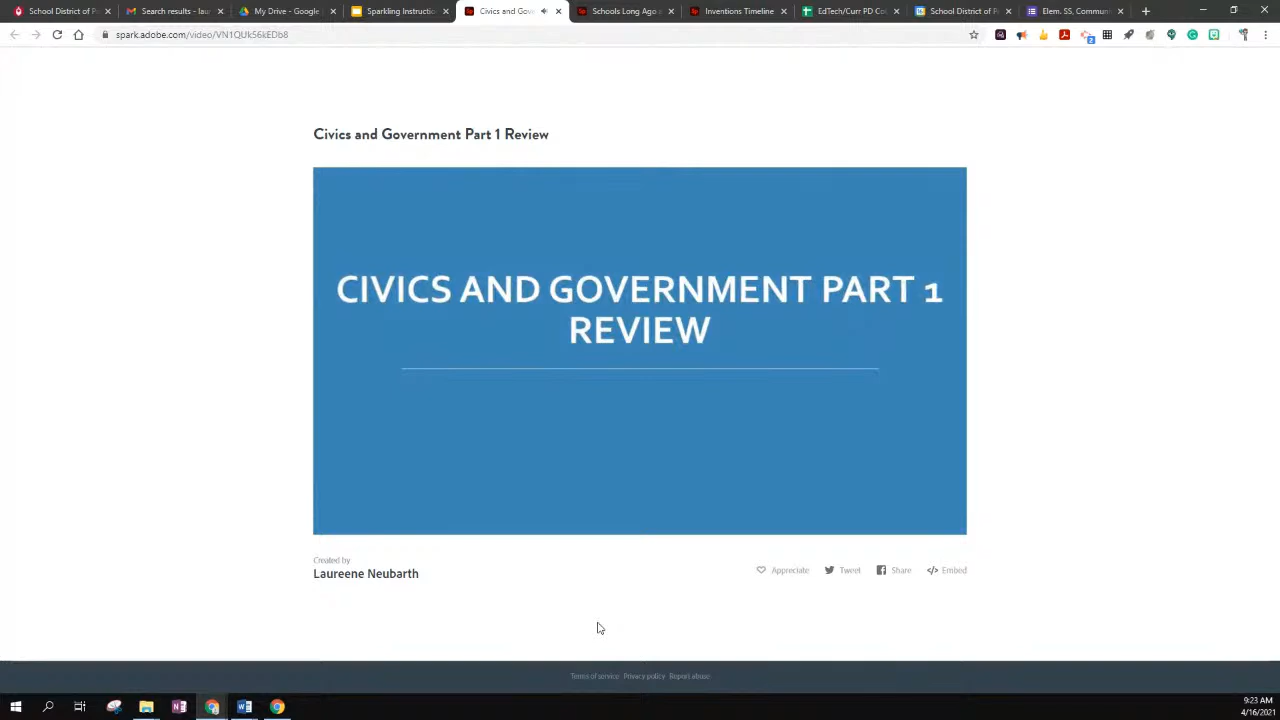 School District of P
Search results - lau
My Drive - Google
Sparkling Instructio
Civics and Gov
Schools Long Ago
Inventions Timeline
EdTech/Curr PD Co
School District of P
Elem. SS, Commun
spark.adobe.com/video/VN1QUk56kEDb8
Civics and Government Part 1 Review
CIVICS AND GOVERNMENT PART 1
REVIEW
Created by
Laureene Neubarth
Appreciate
Tweet
Share
Embed
Terms of service Privacy policy Report abuse
9:23 AM
4/16/2021